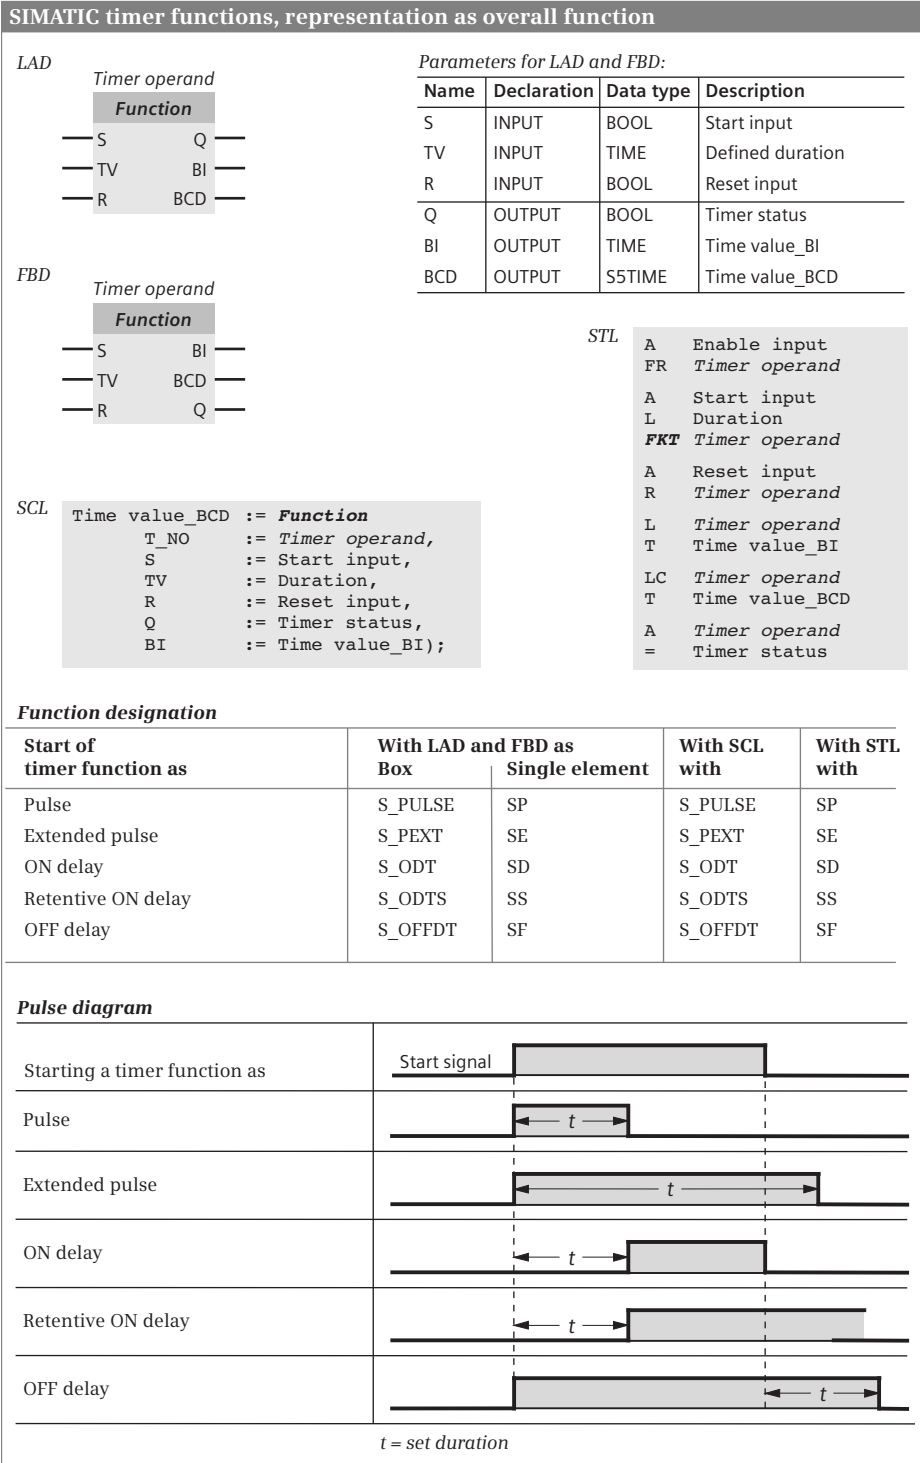 SIMATIC timer functions, representation as overall function
LAD
Timer operand
Function
S Q
TV BI
R BCD
Parameters for LAD and FBD:
Name Declaration Data type Description
S INPUT BOOL Start input
TV INPUT TIME Defined duration
R INPUT BOOL Reset input
Q OUTPUT BOOL Timer status
BI OUTPUT TIME Time value_BI
BCD OUTPUT S5TIME Time value_BCD
FBD
Timer operand
Function
S BI
TV BCD
R Q
STL
A Enable input
FR Timer operand
A Start input
L Duration
FKT Timer operand
A Reset input
R Timer operand
L Timer operand
T Time value_BI
LC Timer operand
T Time value_BCD
A Timer operand
= Timer status
SCL
Time value_BCD := Function
T_NO := Timer operand,
S := Start input,
TV := Duration,
R := Reset input,
Q := Timer status,
BI := Time value_BI);
Function designation
Start of With LAD and FBD as With SCL With STL
timer function as Box Single element with with
Pulse S_PULSE SP S_PULSE SP
Extended pulse S_PEXT SE S_PEXT SE
ON delay S_ODT SD S_ODT SD
Retentive ON delay S_ODTS SS S_ODTS SS
OFF delay S_OFFDT SF S_OFFDT SF
Pulse diagram
Starting a timer function as Start signal
Pulse t
Extended pulse t
ON delay t
Retentive ON delay t
OFF delay t
t = set duration